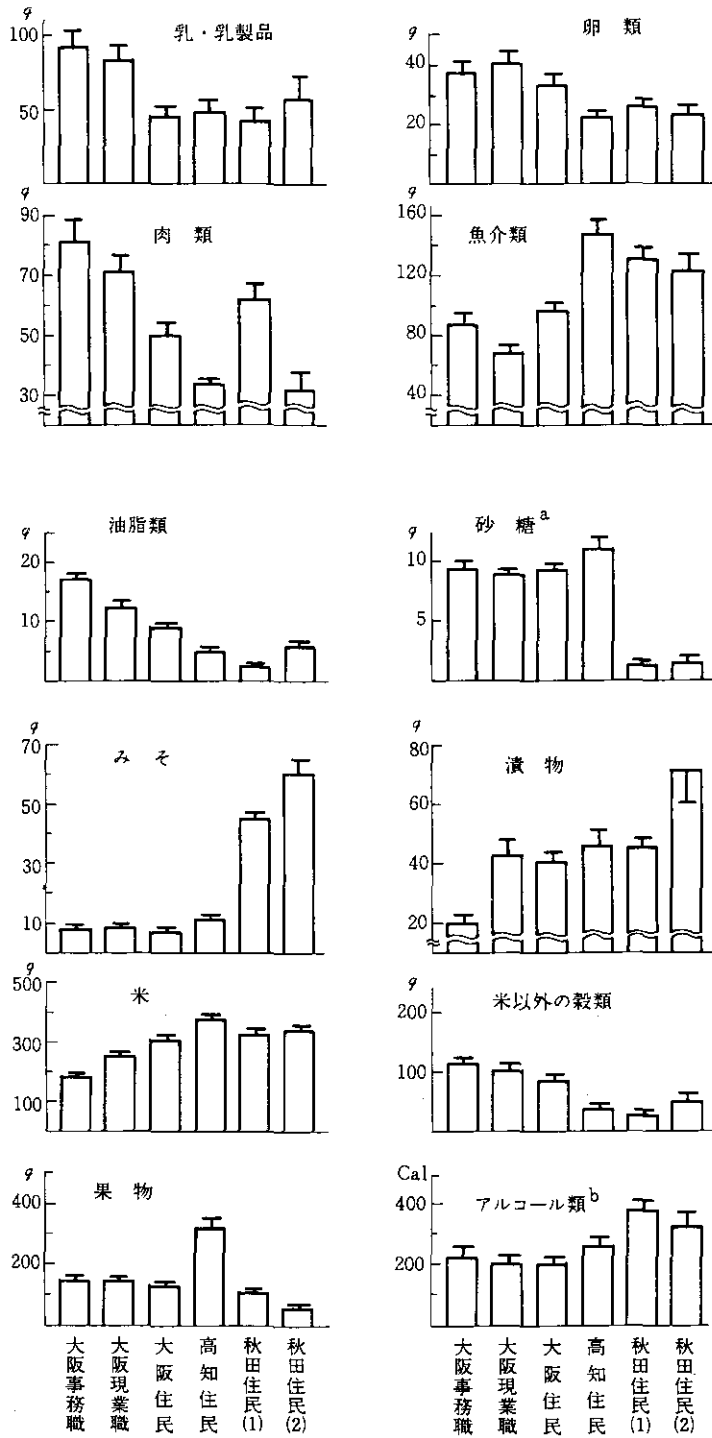 g
100
50
乳・乳製品
g
40
20
卵類
g
90
70
50
30
肉類
g
160
120
80
40
魚介類
g
20
10
油脂類
g
10
5
砂糖a
g
70
50
30
10
みそ
g
80
60
40
20
漬物
g
500
300
100
米
g
200
100
米以外の穀類
g
400
200
果物
Cal
400
200
アルコール類b
大阪事務職
大阪現業職
大阪住民
高知住民
秋田住民(1)
秋田住民(2)
大阪事務職
大阪現業職
大阪住民
高知住民
秋田住民(1)
秋田住民(2)